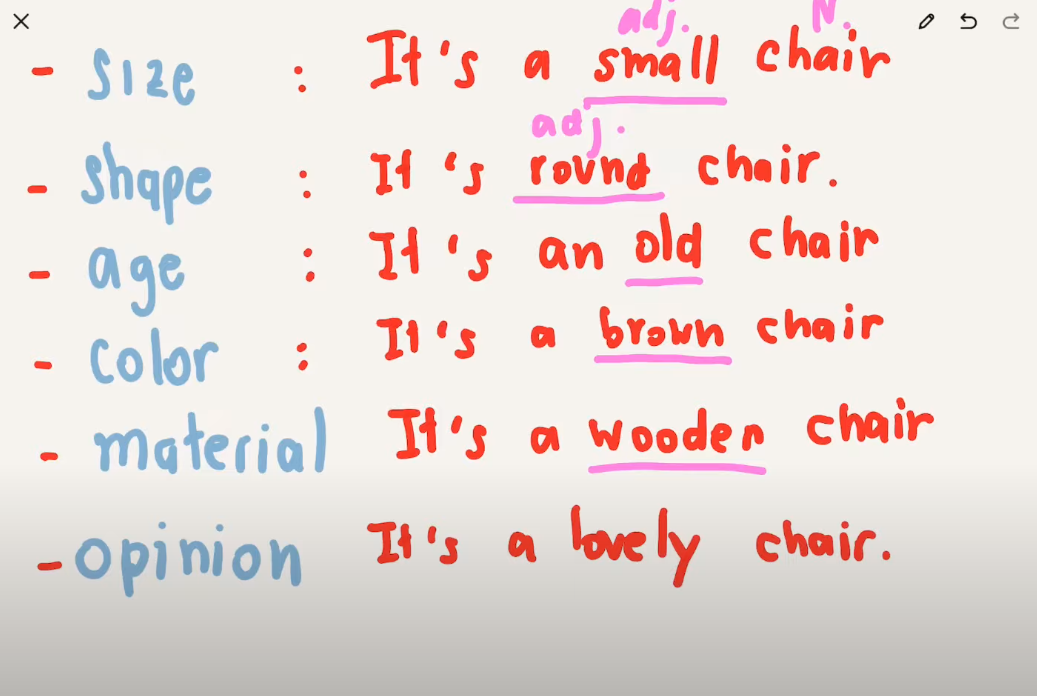 adj. N.
- size : It's a small chair
adj.
- shape : It's round chair.
- age : It's an old chair
- color : It's a brown chair
- material It's a wooden chair
- opinion It's a lovely chair.